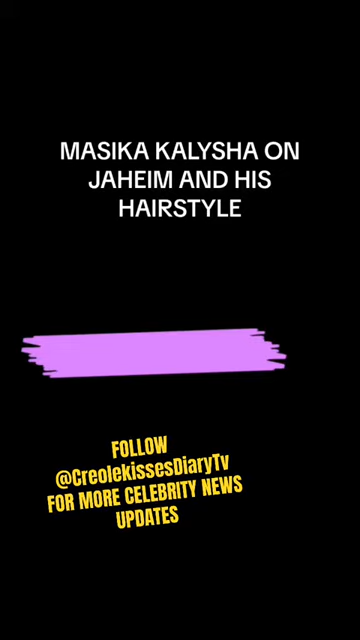 MASIKA KALYSHA ON
JAHEIM AND HIS
HAIRSTYLE
FOLLOW
@CreolekissesDiaryTv
FOR MORE CELEBRITY NEWS
UPDATES